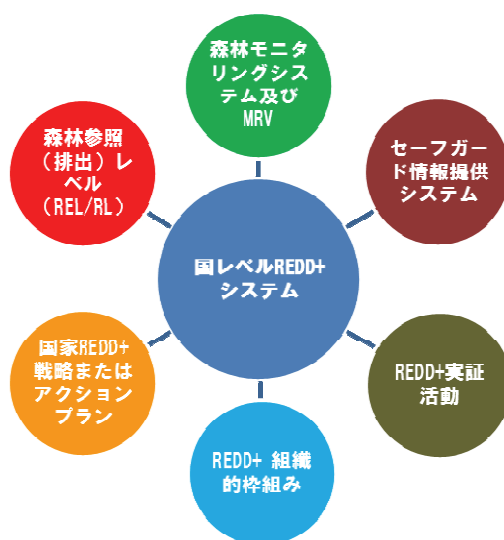 森林モニタ
リングシス
テム及び
MRV
セーフガー
ド情報提供
システム
森林参照
（排出）レ
ベル
（REL/RL）
国レベルREDD+
システム
国家REDD+
戦略または
アクション
プラン
REDD+実証
活動
REDD+ 組織
的枠組み